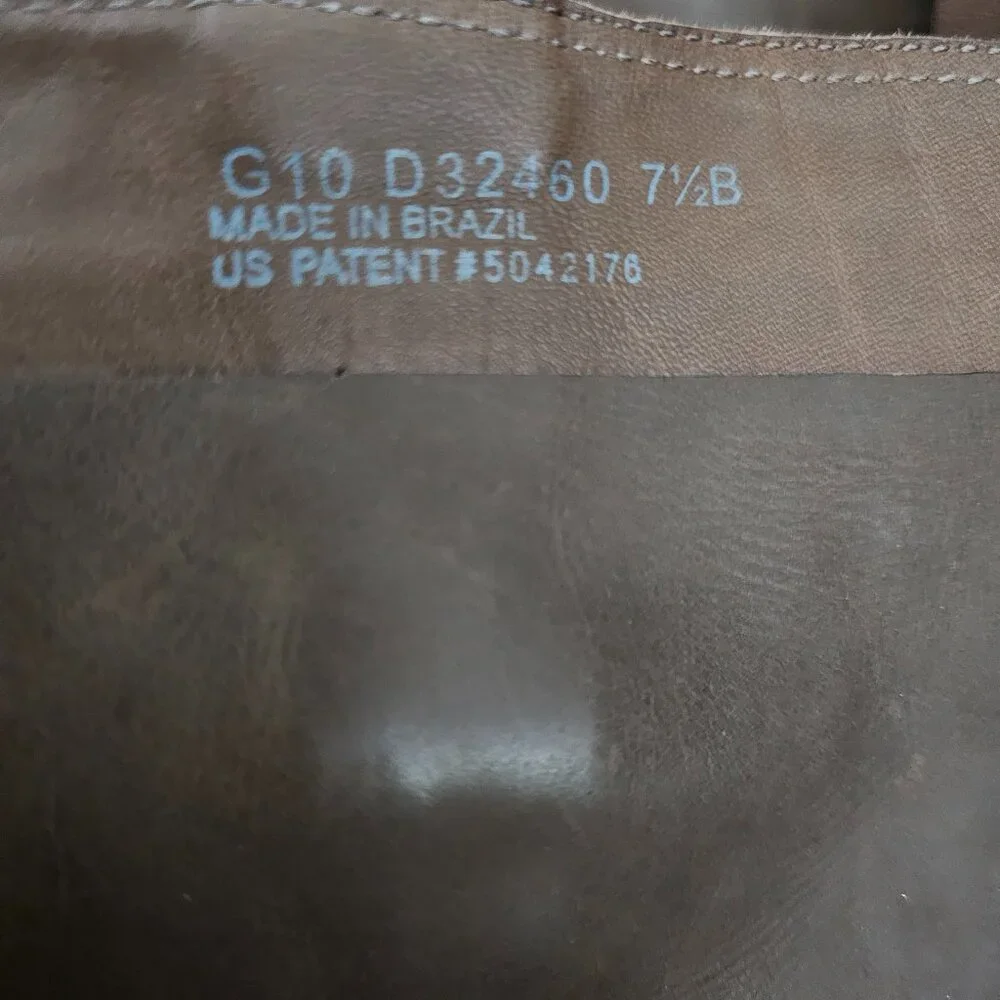 G10 D32460 7½B
MADE IN BRAZIL
US PATENT #5042176